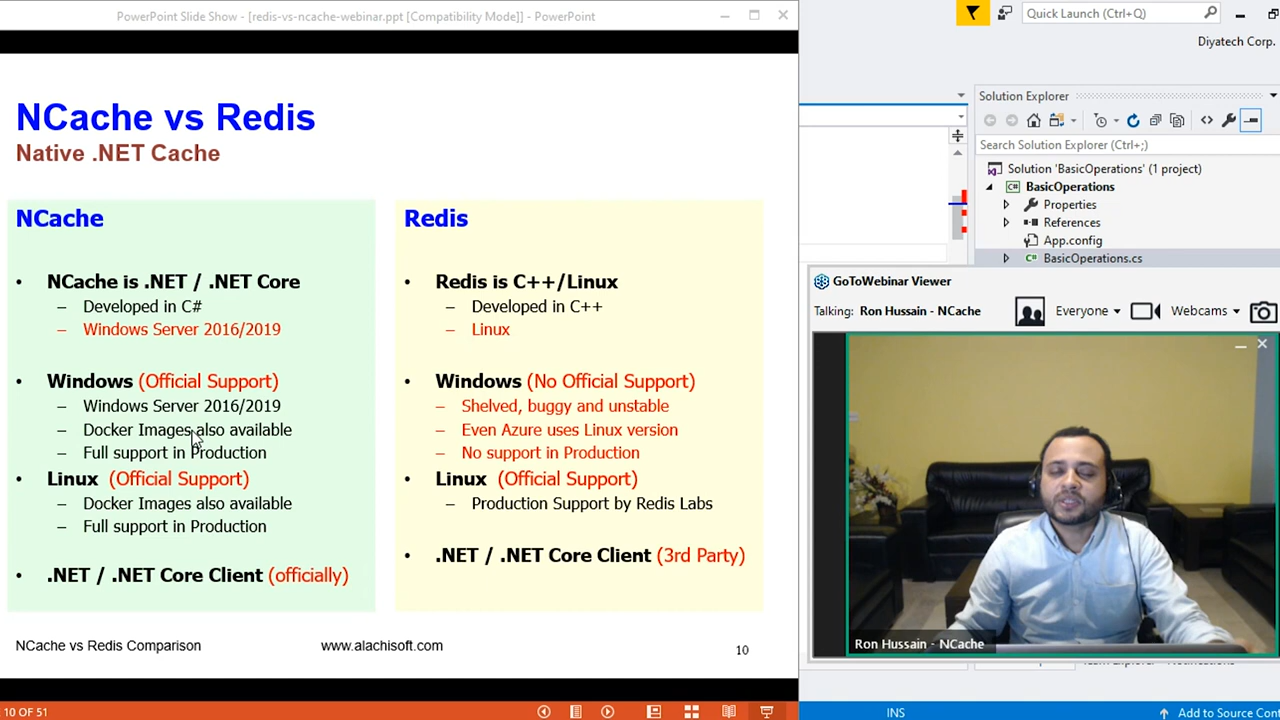 PowerPoint Slide Show - [redis-vs-ncache-webinar.ppt [Compatibility Mode]] - PowerPoint
NCache vs Redis
Native .NET Cache
NCache
• NCache is .NET / .NET Core
– Developed in C#
– Windows Server 2016/2019
• Windows (Official Support)
– Windows Server 2016/2019
– Docker Images also available
– Full support in Production
• Linux (Official Support)
– Docker Images also available
– Full support in Production
• .NET / .NET Core Client (officially)
Redis
• Redis is C++/Linux
– Developed in C++
– Linux
• Windows (No Official Support)
– Shelved, buggy and unstable
– Even Azure uses Linux version
– No support in Production
• Linux (Official Support)
– Production Support by Redis Labs
• .NET / .NET Core Client (3rd Party)
NCache vs Redis Comparison
www.alachisoft.com
10
10 OF 51
Quick Launch (Ctrl+Q)
Diyatech Corp.
Solution Explorer
Search Solution Explorer (Ctrl+;)
Solution 'BasicOperations' (1 project)
C# BasicOperations
Properties
References
App.config
C# BasicOperations.cs
GoToWebinar Viewer
Talking: Ron Hussain - NCache
Everyone
Webcams
Ron Hussain - NCache
INS
Add to Source Cont